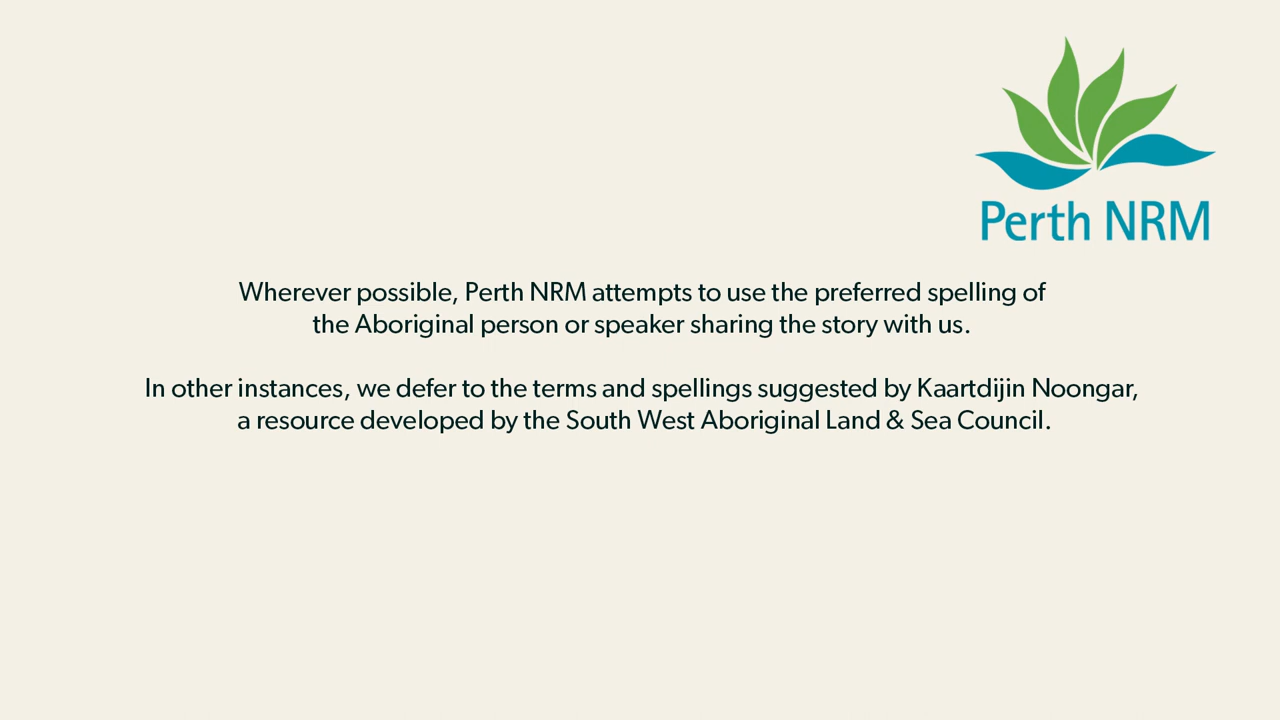 Perth NRM
Wherever possible, Perth NRM attempts to use the preferred spelling of
the Aboriginal person or speaker sharing the story with us.
In other instances, we defer to the terms and spellings suggested by Kaartdijin Noongar,
a resource developed by the South West Aboriginal Land & Sea Council.